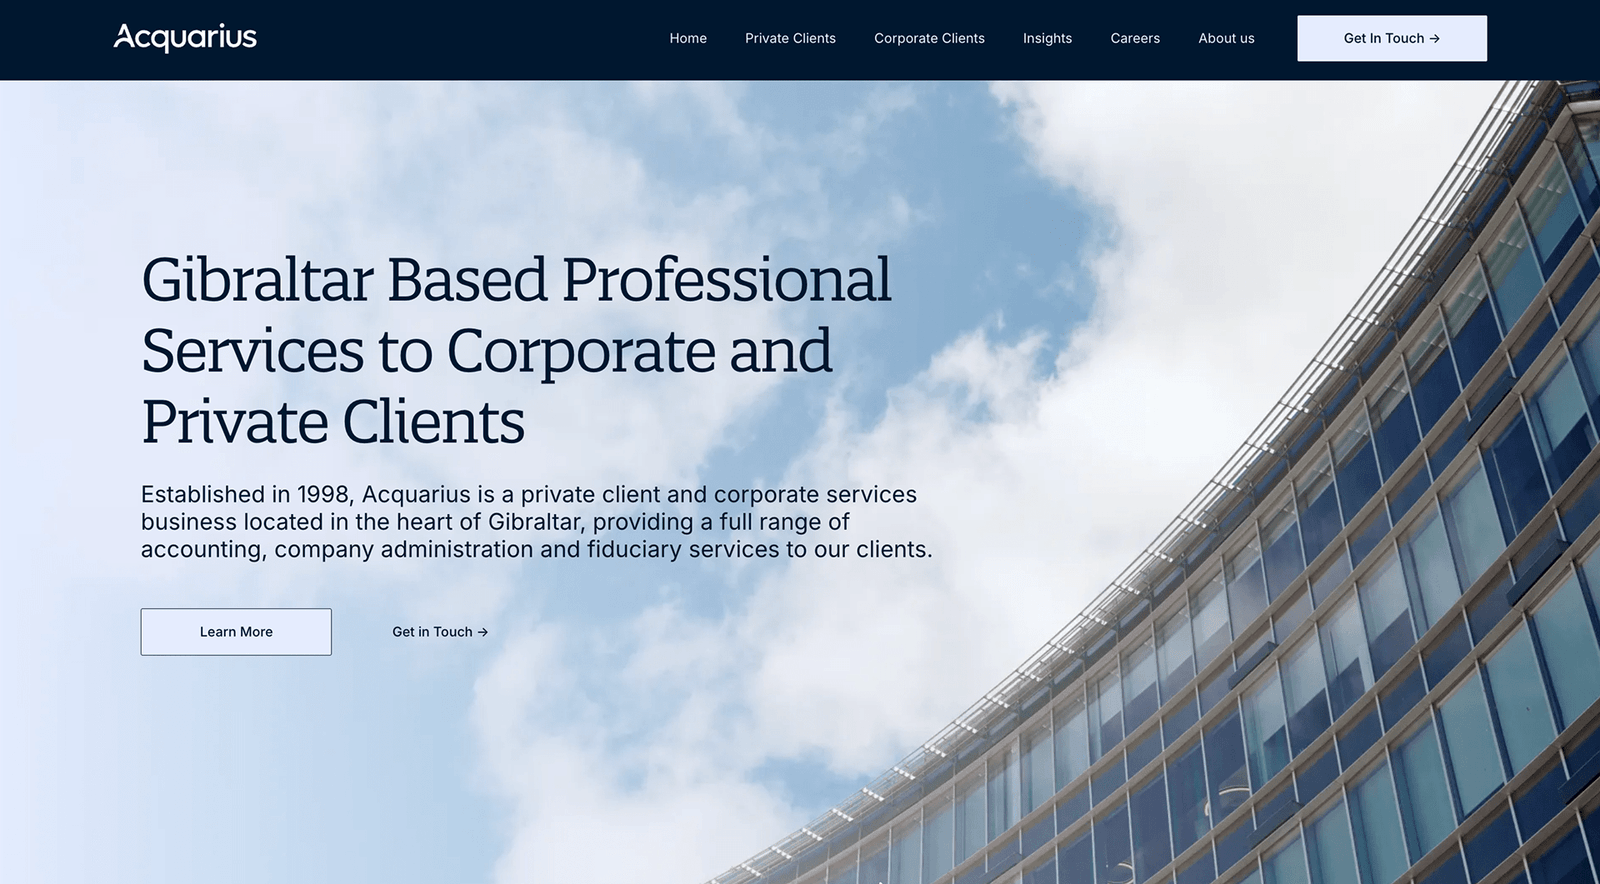 Acquarius
Home
Private Clients
Corporate Clients
Insights
Careers
About us
Get In Touch →
Gibraltar Based Professional
Services to Corporate and
Private Clients
Established in 1998, Acquarius is a private client and corporate services
business located in the heart of Gibraltar, providing a full range of
accounting, company administration and fiduciary services to our clients.
Learn More
Get in Touch →